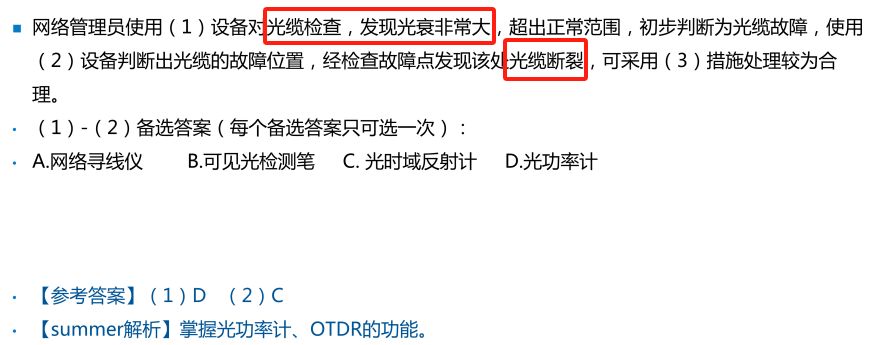 网络管理员使用（1）设备对光缆检查，发现光衰非常大，超出正常范围，初步判断为光缆故障，使用
（2）设备判断出光缆的故障位置，经检查故障点发现该处光缆断裂，可采用（3）措施处理较为合
理。
（1）-（2）备选答案（每个备选答案只可选一次）：
A.网络寻线仪 B.可见光检测笔 C. 光时域反射计 D.光功率计
【参考答案】（1）D （2）C
【summer解析】掌握光功率计、OTDR的功能。